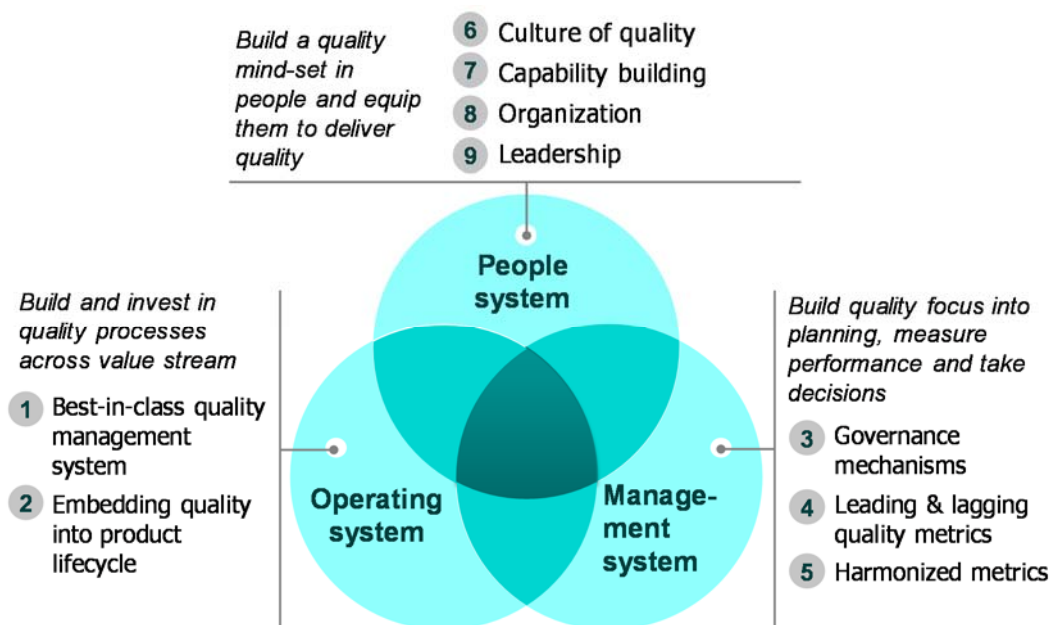 Build a quality
mind-set in
people and equip
them to deliver
quality
6 Culture of quality
7 Capability building
8 Organization
9 Leadership
People
system
Build and invest in
quality processes
across value stream
1 Best-in-class quality
management
system
2 Embedding quality
into product
lifecycle
Operating
system
Manage-
ment
system
Build quality focus into
planning, measure
performance and take
decisions
3 Governance
mechanisms
4 Leading & lagging
quality metrics
5 Harmonized metrics